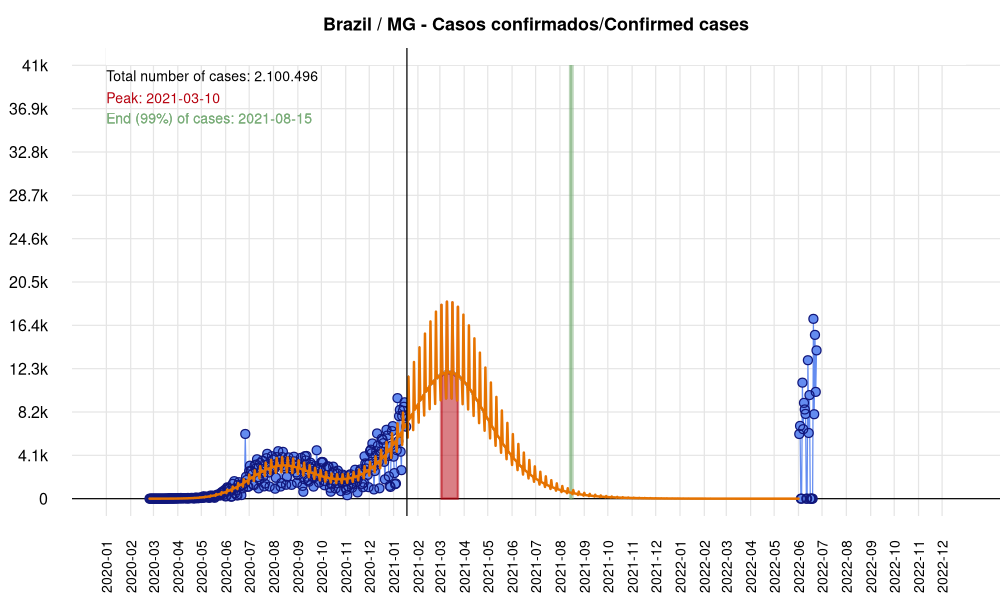 Brazil / MG - Casos confirmados/Confirmed cases
Total number of cases: 2.100.496
Peak: 2021-03-10
End (99%) of cases: 2021-08-15
41k
36.9k
32.8k
28.7k
24.6k
20.5k
16.4k
12.3k
8.2k
4.1k
0
2020-01
2020-02
2020-03
2020-04
2020-05
2020-06
2020-07
2020-08
2020-09
2020-10
2020-11
2020-12
2021-01
2021-02
2021-03
2021-04
2021-05
2021-06
2021-07
2021-08
2021-09
2021-10
2021-11
2021-12
2022-01
2022-02
2022-03
2022-04
2022-05
2022-06
2022-07
2022-08
2022-09
2022-10
2022-11
2022-12